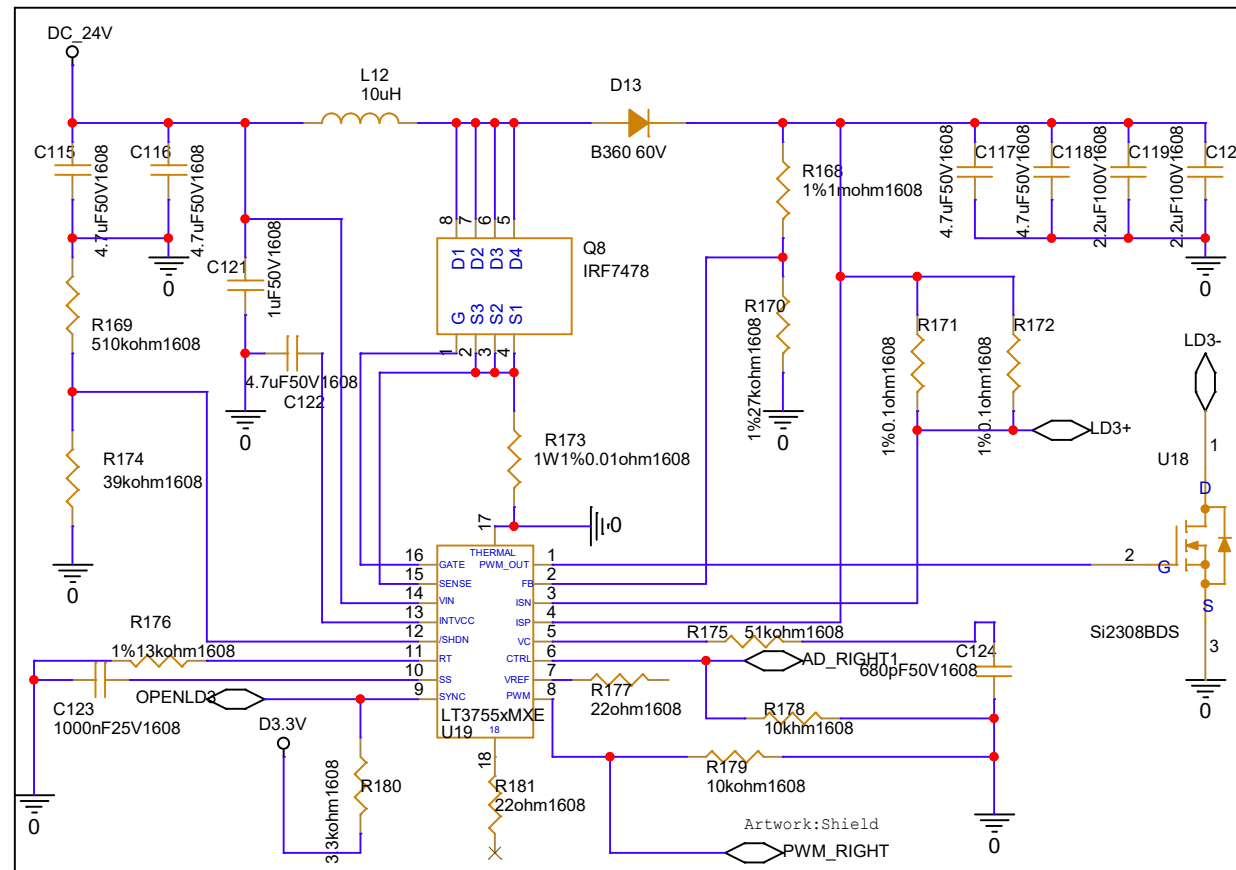 DC_24V
L12
10uH
D13
B360 60V
C115
4.7uF50V1608
C116
4.7uF50V1608
C121
1uF50V1608
4.7uF50V1608
C122
8
7
6
5
D1
D2
D3
D4
G
S3
S2
S1
1
2
3
4
Q8
IRF7478
R168
1%1mohm1608
R170
1%27kohm1608
0
C117
4.7uF50V1608
C118
4.7uF50V1608
C119
2.2uF100V1608
C12
2.2uF100V1608
0
0
0
R169
510kohm1608
R174
39kohm1608
0
R171
1%0.1ohm1608
R172
1%0.1ohm1608
LD3+
LD3-
R173
1W1%0.01ohm1608
0
U18
1
D
2
G
S
3
Si2308BDS
0
17
THERMAL
16 GATE
15 SENSE
14 VIN
13 INTVCC
12 /SHDN
11 RT
10 SS
9 SYNC
PWM_OUT 1
FB 2
ISN 3
ISP 4
VC 5
CTRL 6
VREF 7
PWM 8
LT3755xMXE
U19
18
18
R176
1%13kohm1608
C123
1000nF25V1608
0
OPENLD3
D3.3V
R180
3.3kohm1608
R181
22ohm1608
R175
51kohm1608
C124
680pF50V1608
AD_RIGHT1
R177
22ohm1608
R178
10khm1608
R179
10kohm1608
0
Artwork:Shield
PWM_RIGHT